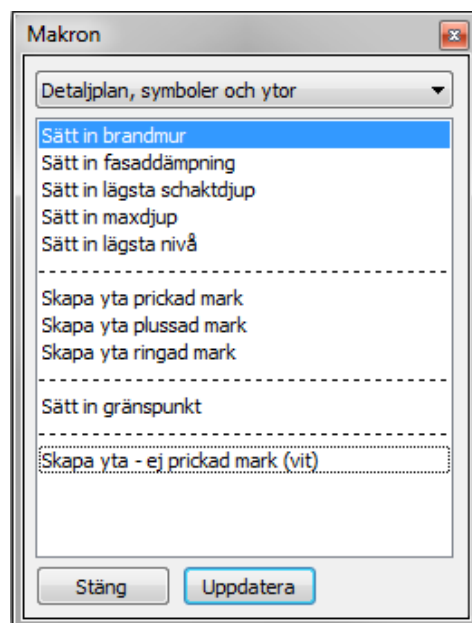 Makron
Detaljplan, symboler och ytor
Sätt in brandmur
Sätt in fasaddämpning
Sätt in lägsta schaktdjup
Sätt in maxdjup
Sätt in lägsta nivå
Skapa yta prickad mark
Skapa yta plussad mark
Skapa yta ringad mark
Sätt in gränspunkt
Skapa yta - ej prickad mark (vit)
Stäng Uppdatera